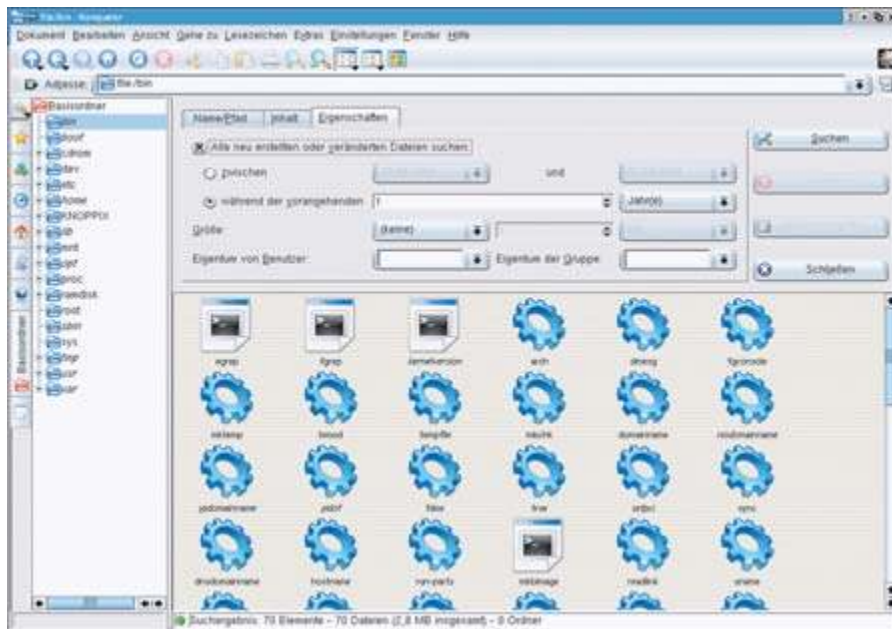 file:/bin - Konqueror
Dokument Bearbeiten Ansicht Gehe zu Lesezeichen Extras Einstellungen Fenster Hilfe
Adresse: file:/bin
Basisordner
bin
boot
cdrom
dev
etc
home
KNOPPIX
lib
mnt
opt
proc
ramdisk
root
sbin
sys
tmp
usr
var
Basisordner
Name/Pfad Inhalt Eigenschaften
Alle neu erstellten oder veränderten Dateien suchen:
zwischen und
während der vorangehenden 1 Jahr(e)
Größe: (keine)
Eigentum von Benutzer: Eigentum der Gruppe:
Suchen
Schließen
egrep fgrep kernelversion arch dmesg fgconsole
mktemp tempfile domainname nisdomainname
ypdomainname pidof false true sync
dnsdomainname hostname run-parts readlink uname
Suchergebnis: 70 Elemente - 70 Dateien (2,8 MB insgesamt) - 0 Ordner